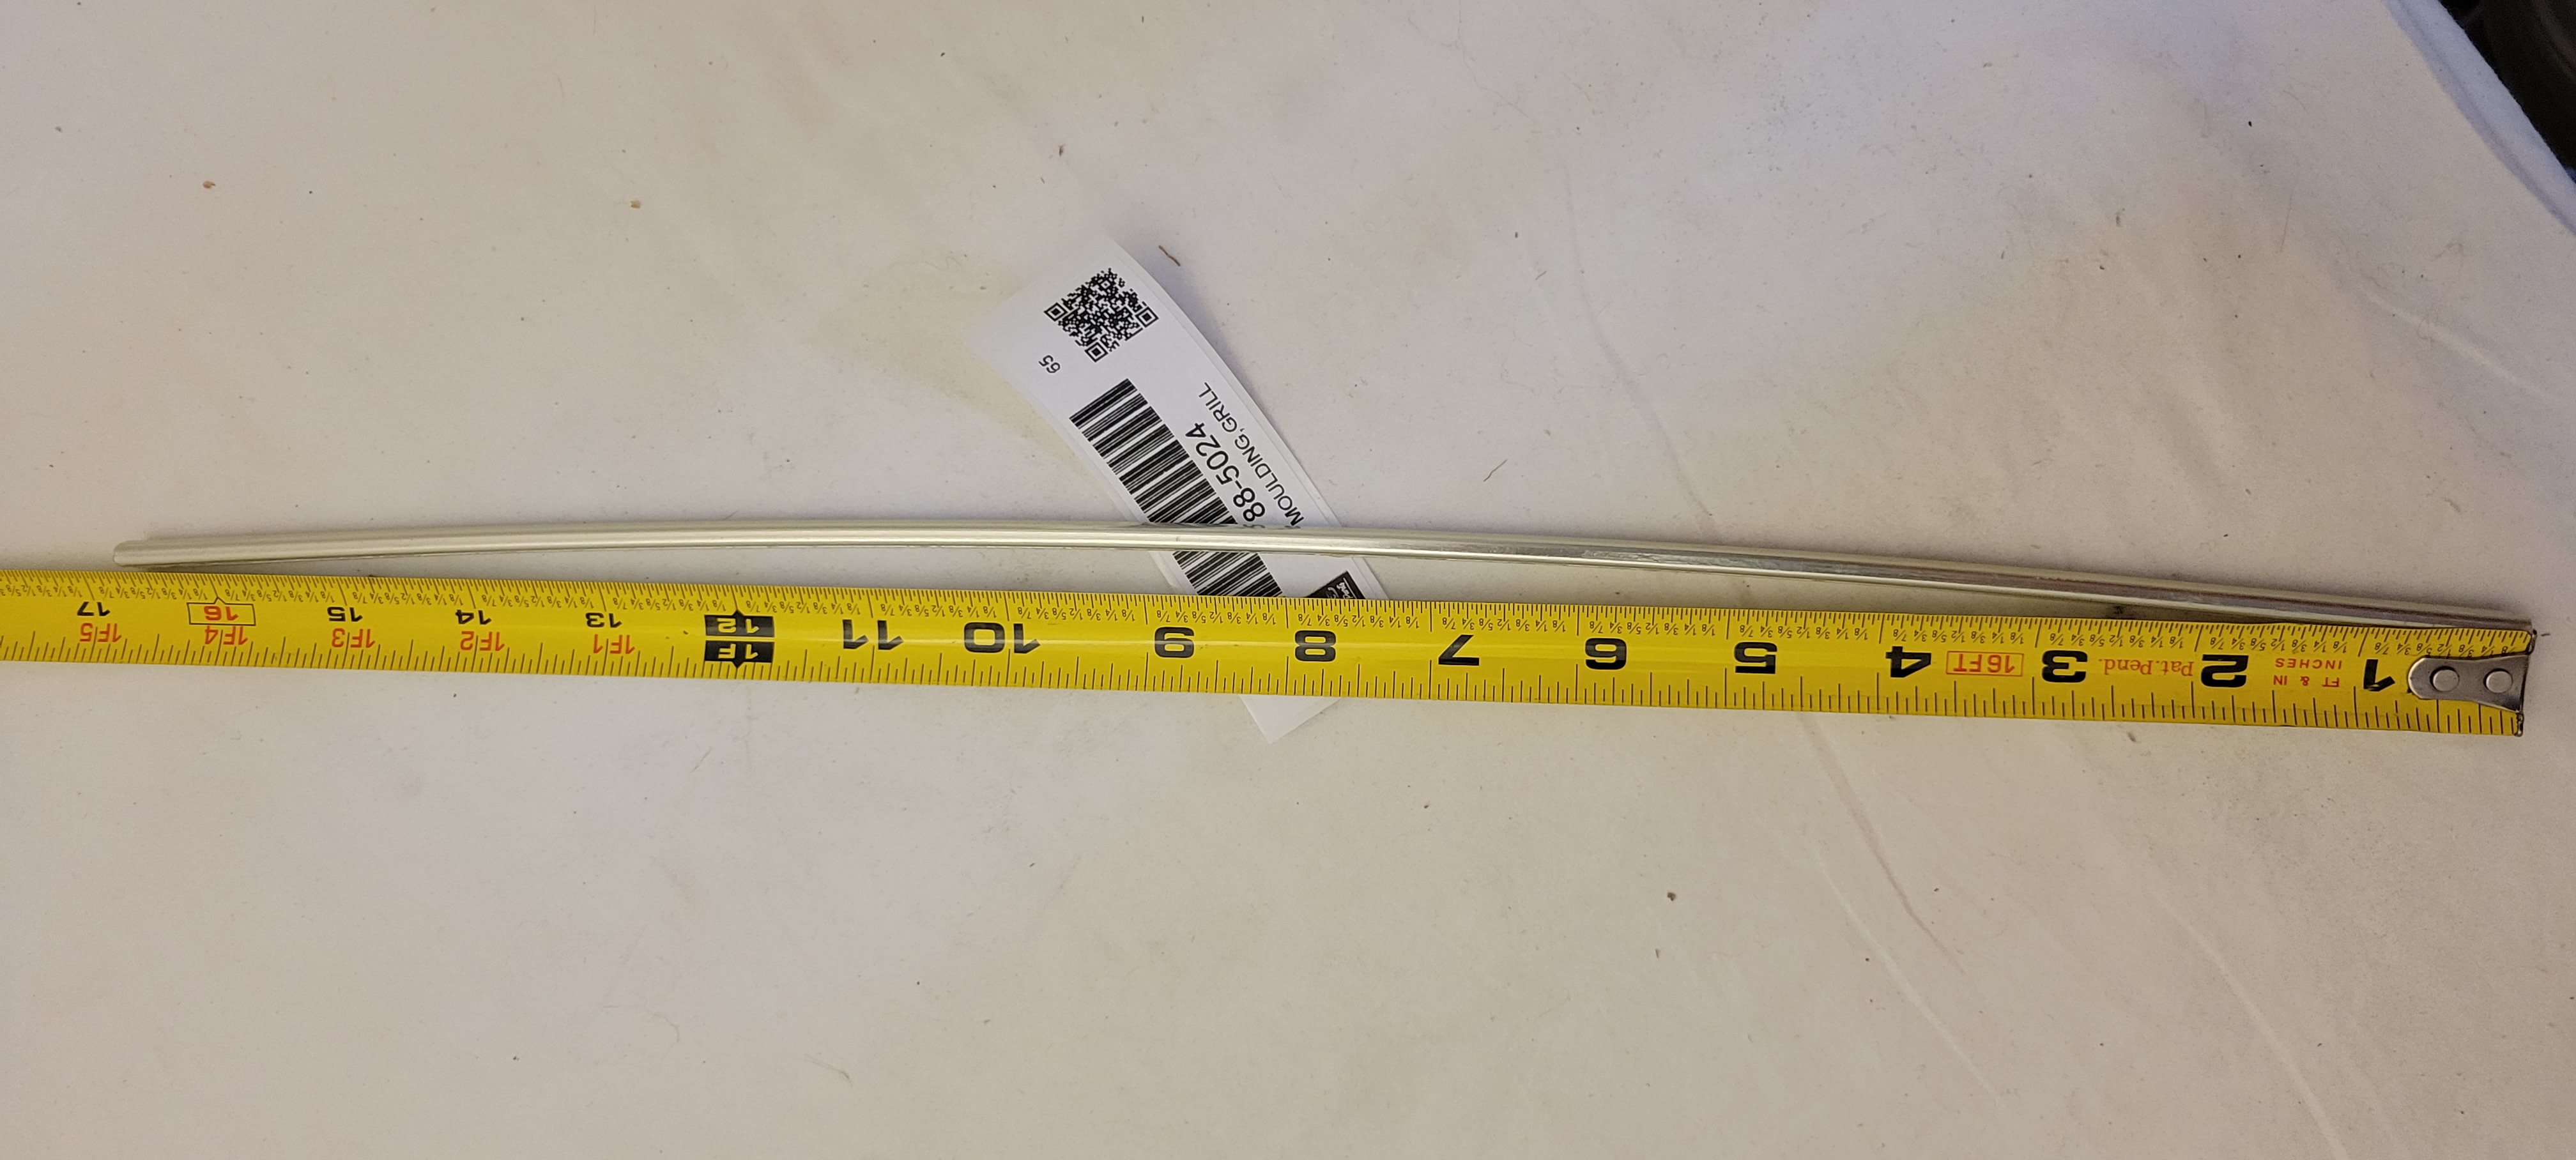 65
88-5024
MOULDING, GRILL
1 2 3 4 5 6 7 8 9 10 11 12 13 14 15 16 17
FT & IN
INCHES
Pat. Pend.
16FT
1F 1F1 1F2 1F3 1F4 1F5